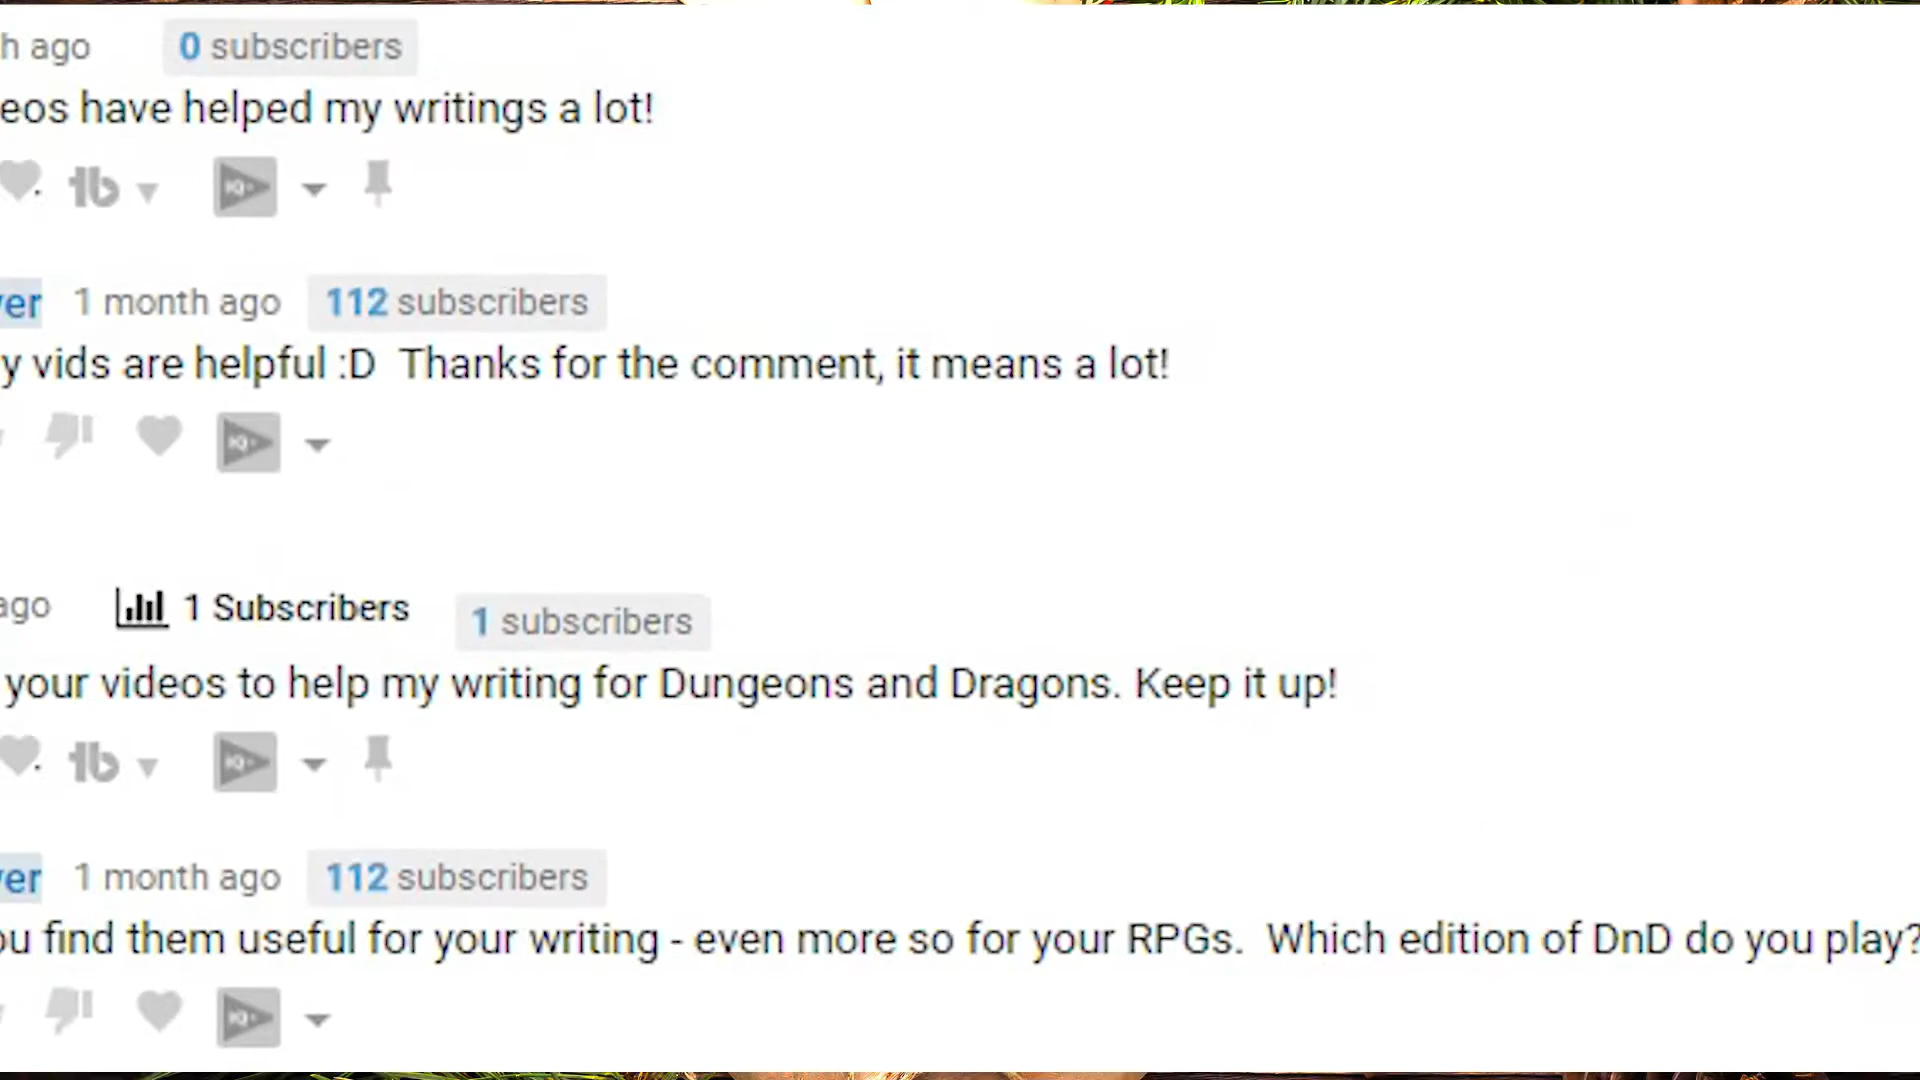 h ago 0 subscribers
eos have helped my writings a lot!
tb
er 1 month ago 112 subscribers
y vids are helpful :D Thanks for the comment, it means a lot!
ago 1 Subscribers 1 subscribers
your videos to help my writing for Dungeons and Dragons. Keep it up!
tb
er 1 month ago 112 subscribers
ou find them useful for your writing - even more so for your RPGs. Which edition of DnD do you play?